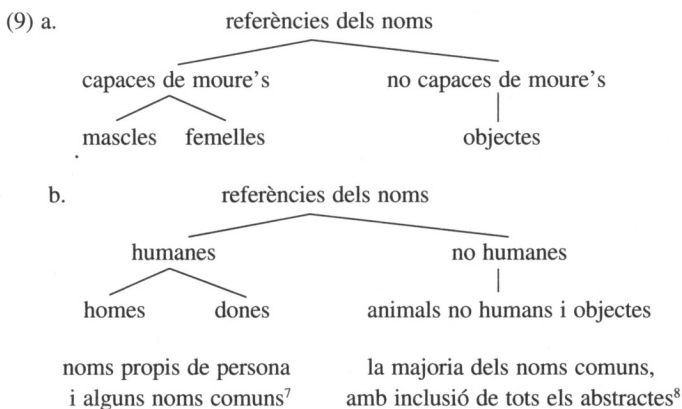 (9) a. referències dels noms
capaces de moure's no capaces de moure's
mascles femelles objectes
b. referències dels noms
humanes no humanes
homes dones animals no humans i objectes
noms propis de persona la majoria dels noms comuns,
i alguns noms comuns⁷ amb inclusió de tots els abstractes⁸